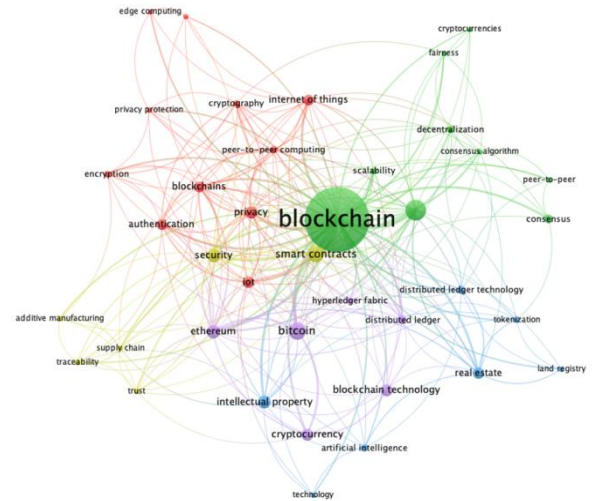 edge computing
cryptocurrencies
fairness
cryptography
internet of things
privacy protection
decentralization
peer-to-peer computing
consensus algorithm
scalability
encryption
blockchains
peer-to-peer
privacy
blockchain
consensus
authentication
security
smart contracts
iot
distributed ledger technology
hyperledger fabric
additive manufacturing
ethereum
bitcoin
distributed ledger
tokenization
supply chain
traceability
land registry
real estate
trust
blockchain technology
intellectual property
cryptocurrency
artificial intelligence
technology